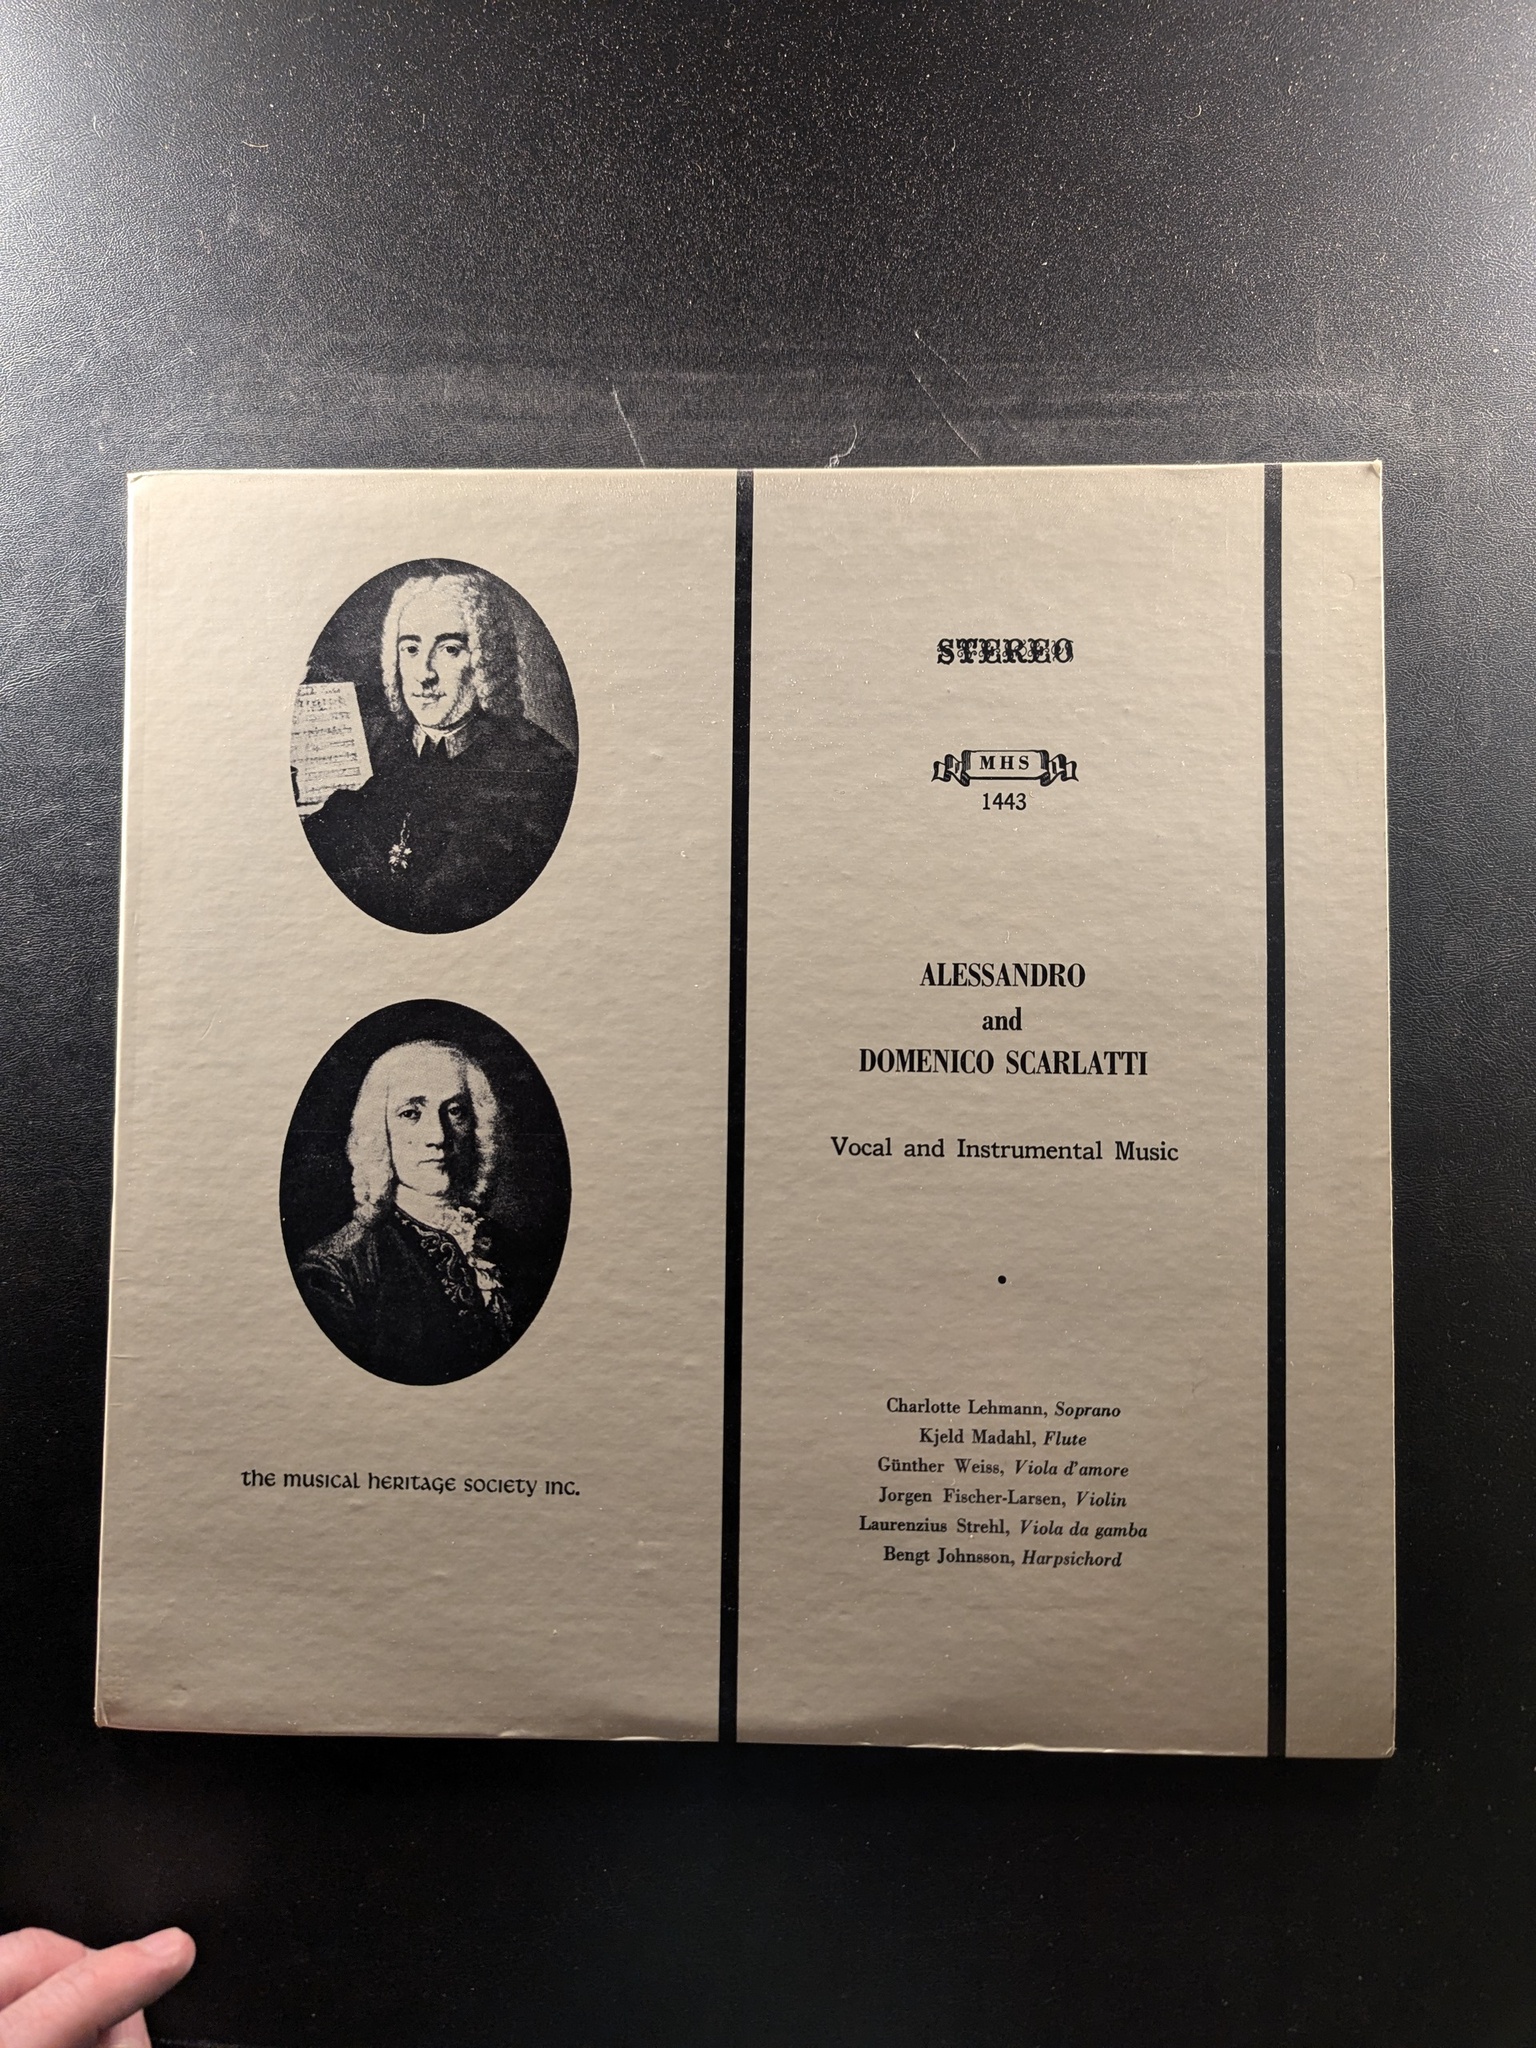 STEREO
MHS
1443
ALESSANDRO
and
DOMENICO SCARLATTI
Vocal and Instrumental Music
•
Charlotte Lehmann, Soprano
Kjeld Madahl, Flute
Günther Weiss, Viola d'amore
Jorgen Fischer-Larsen, Violin
Laurenzius Strehl, Viola da gamba
Bengt Johnsson, Harpsichord
the musical heritage society inc.